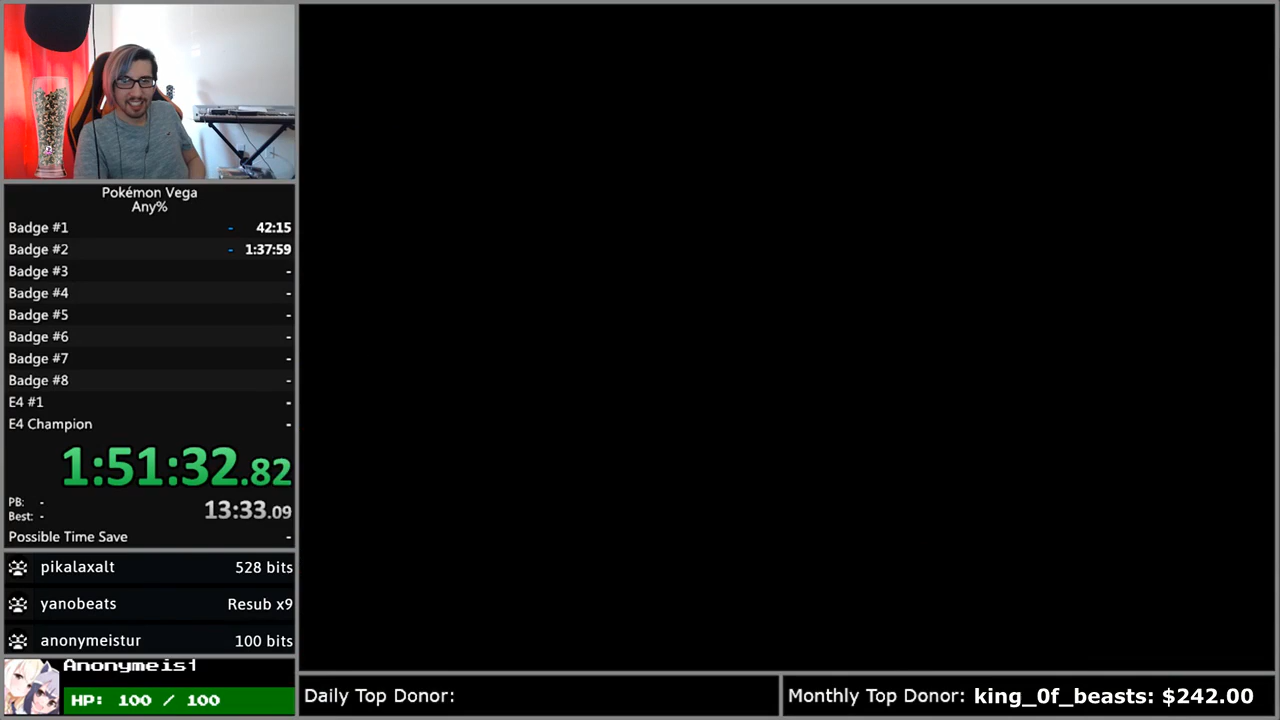 Pokémon Vega
Any%
Badge #1 - 42:15
Badge #2 - 1:37:59
Badge #3 -
Badge #4 -
Badge #5 -
Badge #6 -
Badge #7 -
Badge #8 -
E4 #1 -
E4 Champion -
1:51:32.82
PB: -
13:33.09
Best: -
Possible Time Save -
pikalaxalt 528 bits
yanobeats Resub x9
anonymeistur 100 bits
Anonymeist
HP: 100 / 100
Daily Top Donor:
Monthly Top Donor: king_0f_beasts: $242.00